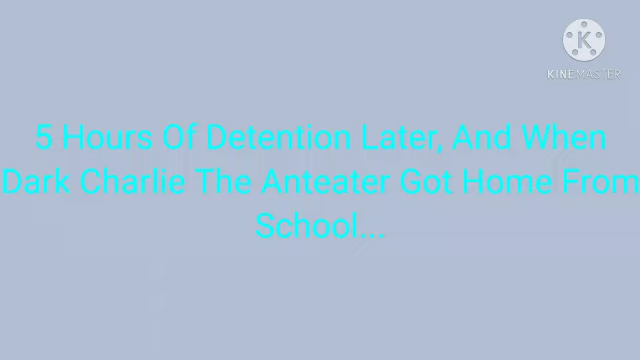 KINEMASTER
5 Hours Of Detention Later, And When
Dark Charlie The Anteater Got Home From
School...